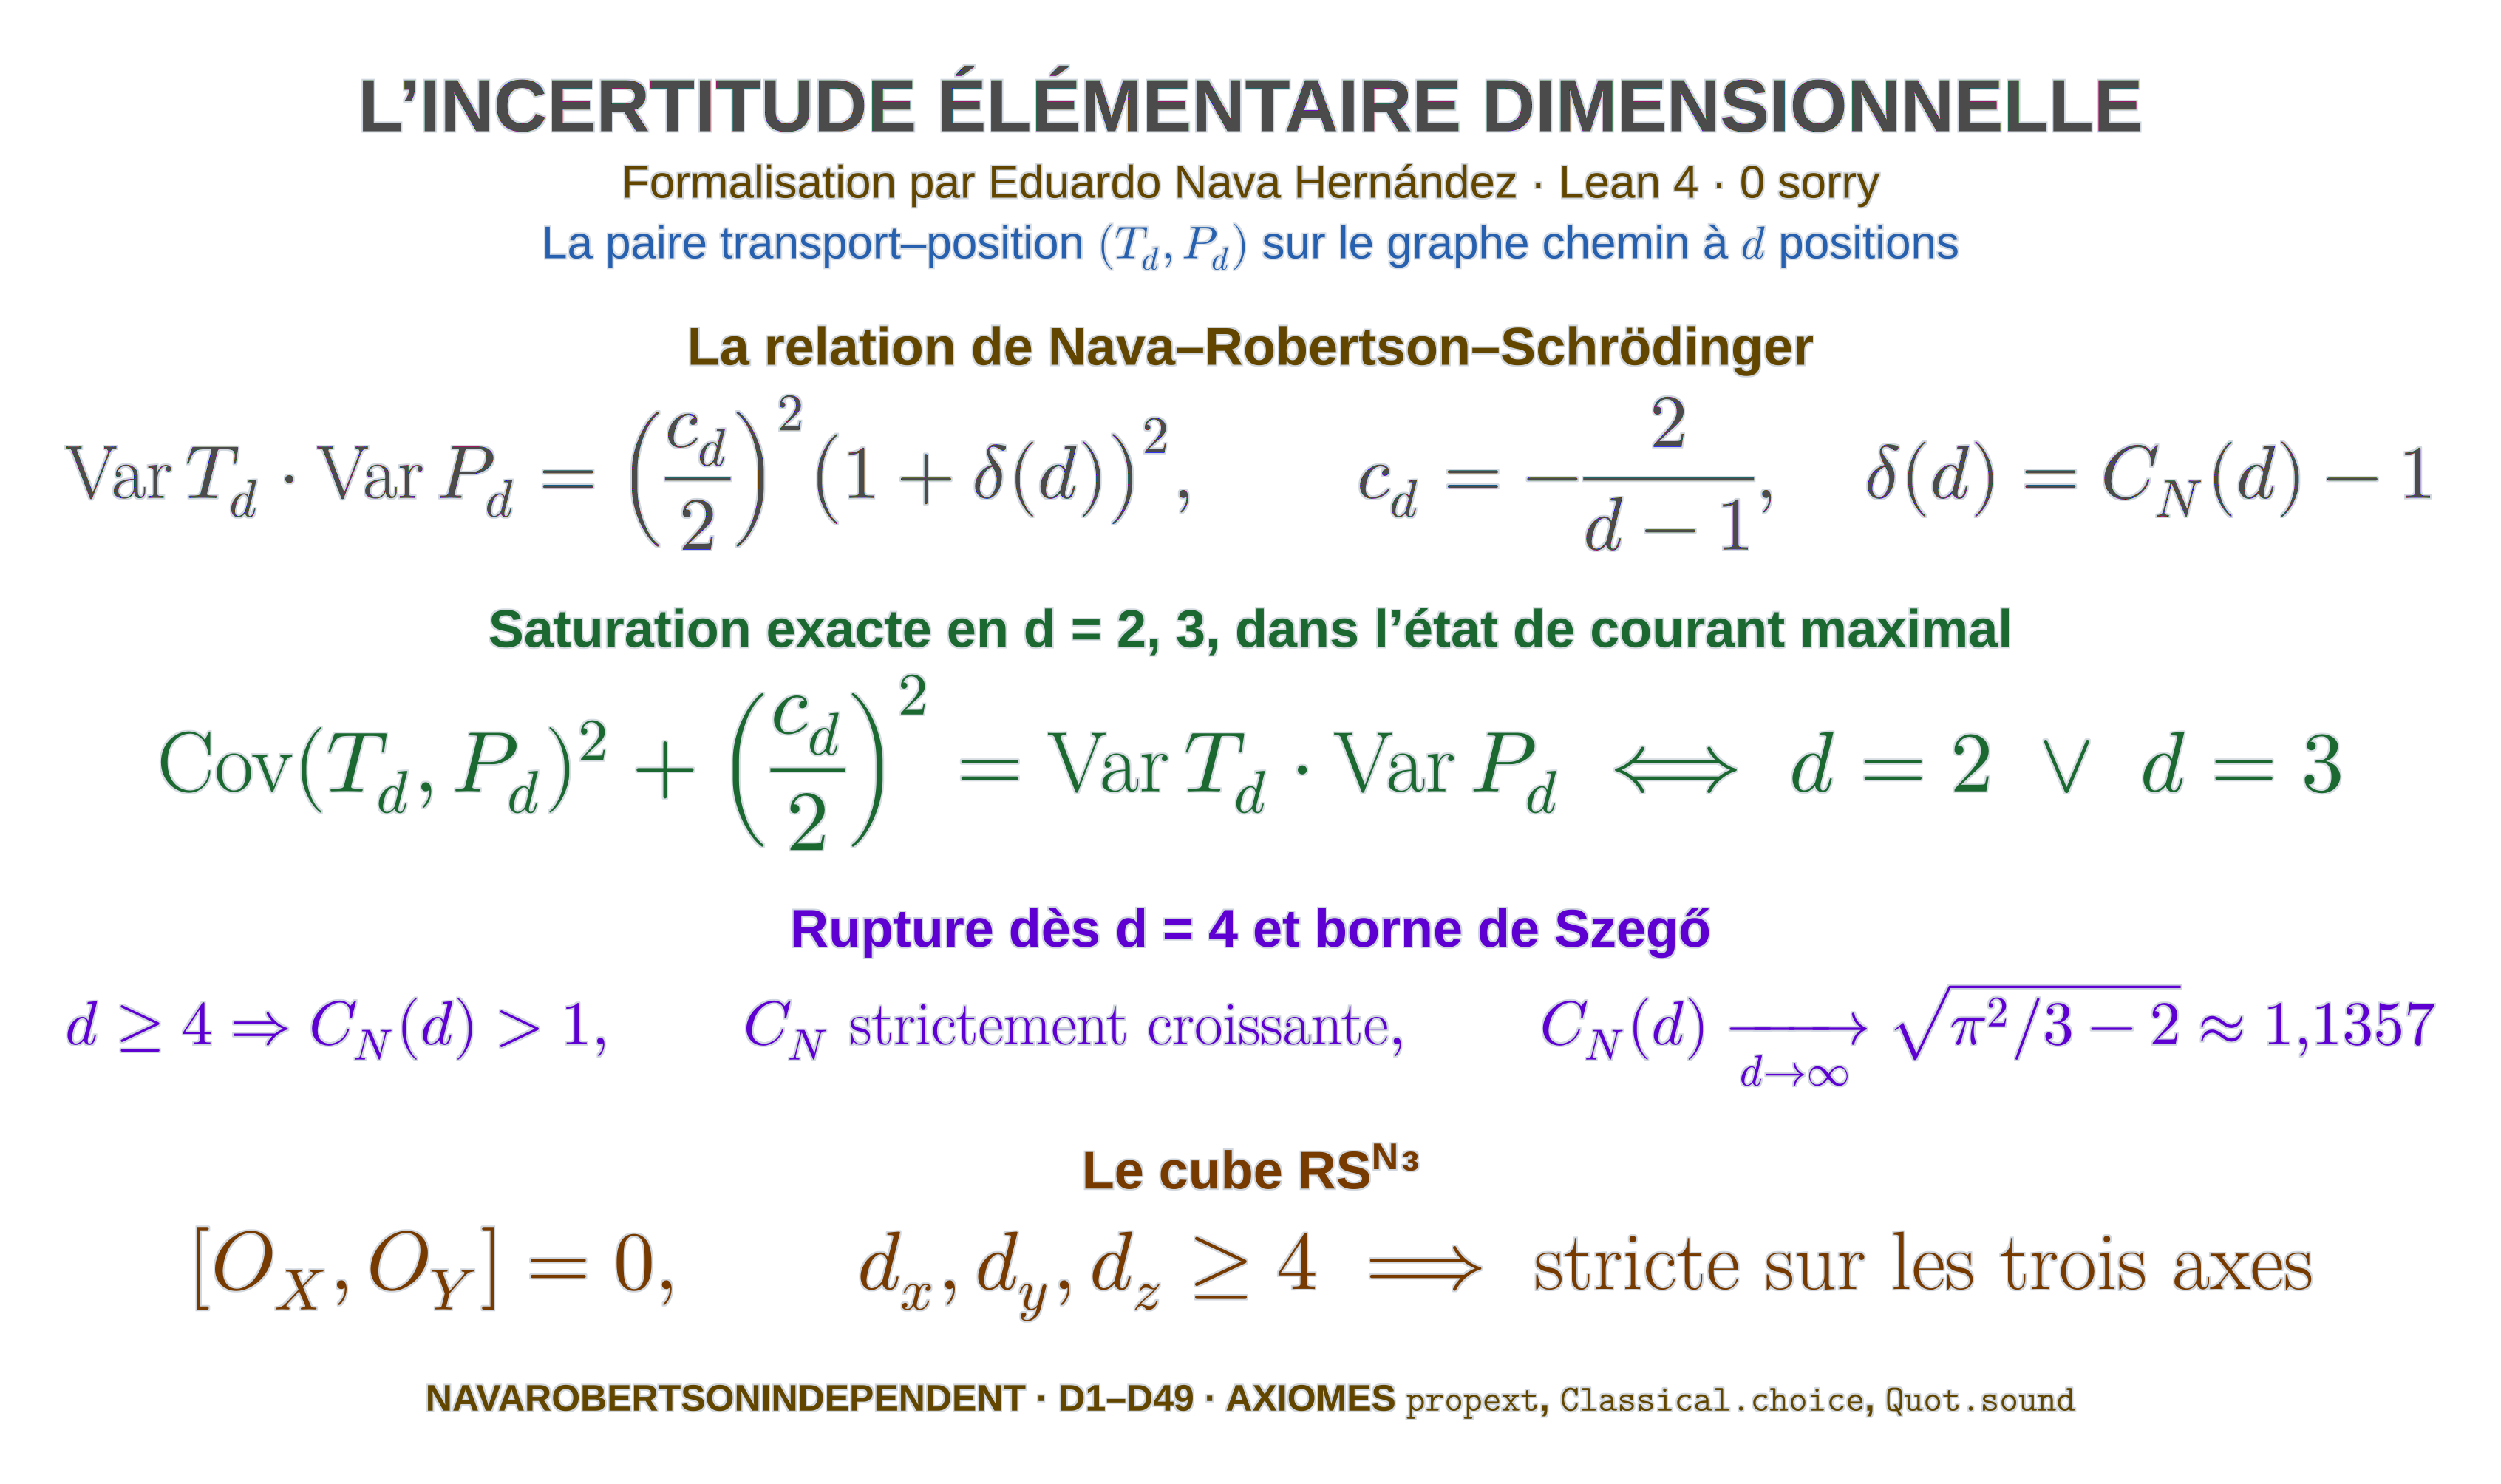 L’INCERTITUDE ÉLÉMENTAIRE DIMENSIONNELLE
Formalisation par Eduardo Nava Hernández · Lean 4 · 0 sorry
La paire transport–position (T_d, P_d) sur le graphe chemin à d positions
La relation de Nava–Robertson–Schrödinger
Var T_d · Var P_d = (c_d/2)² (1 + δ(d))², c_d = −2/(d − 1), δ(d) = C_N(d) − 1
Saturation exacte en d = 2, 3, dans l’état de courant maximal
Cov(T_d, P_d)² + (c_d/2)² = Var T_d · Var P_d ⟺ d = 2 ∨ d = 3
Rupture dès d = 4 et borne de Szegő
d ≥ 4 ⇒ C_N(d) > 1, C_N strictement croissante, C_N(d) ⟶_{d→∞} √(π²/3 − 2) ≈ 1,1357
Le cube RSᴺ³
[O_X, O_Y] = 0, d_x, d_y, d_z ≥ 4 ⟹ stricte sur les trois axes
NAVAROBERTSONINDEPENDENT · D1–D49 · AXIOMES propext, Classical.choice, Quot.sound